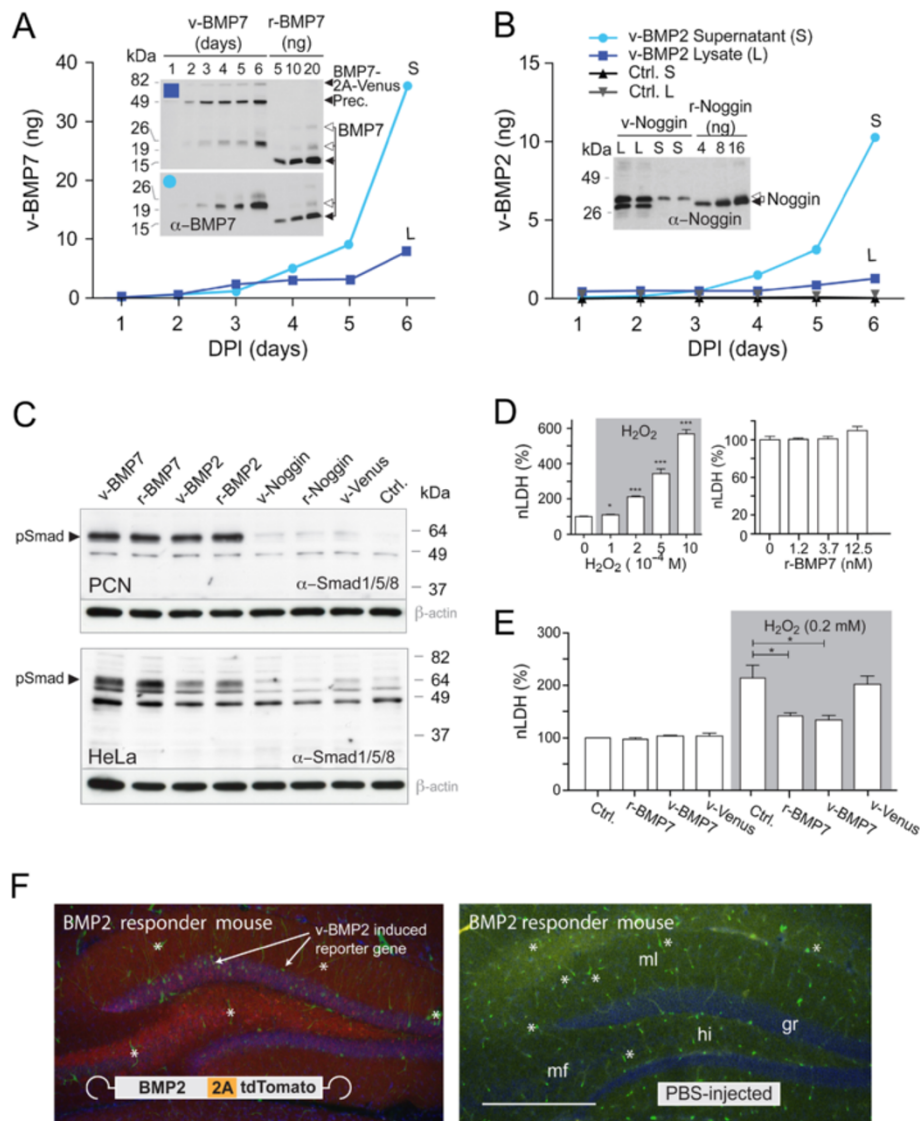 A
v-BMP7
(days)
r-BMP7
(ng)
kDa
1 2 3 4 5 6 5 10 20
82
49
26
19
15
BMP7-
2A-Venus
Prec.
BMP7
26
19
15
α-BMP7
S
L
v-BMP7 (ng)
40
30
20
10
0
1 2 3 4 5 6
DPI (days)
B
v-BMP2 Supernatant (S)
v-BMP2 Lysate (L)
Ctrl. S
Ctrl. L
v-Noggin
r-Noggin
(ng)
kDa
L L S S 4 8 16
49
26
Noggin
α-Noggin
S
L
v-BMP2 (ng)
15
10
5
0
1 2 3 4 5 6
DPI (days)
C
v-BMP7
r-BMP7
v-BMP2
r-BMP2
v-Noggin
r-Noggin
v-Venus
Ctrl.
kDa
pSmad
64
49
37
PCN
α-Smad1/5/8
β-actin
pSmad
82
64
49
37
HeLa
α-Smad1/5/8
β-actin
D
nLDH (%)
600
400
200
0
H2O2
* *** *** ***
0 1 2 5 10
H2O2 ( 10⁻⁴ M)
nLDH (%)
100
80
60
40
20
0
0 1.2 3.7 12.5
r-BMP7 (nM)
E
nLDH (%)
300
200
100
0
H2O2 (0.2 mM)
*
*
Ctrl.
r-BMP7
v-BMP7
v-Venus
Ctrl.
r-BMP7
v-BMP7
v-Venus
F
BMP2 responder mouse
v-BMP2 induced
reporter gene
* * * * *
BMP2 2A tdTomato
BMP2 responder mouse
* * * * * * *
ml
gr
hi
mf
PBS-injected